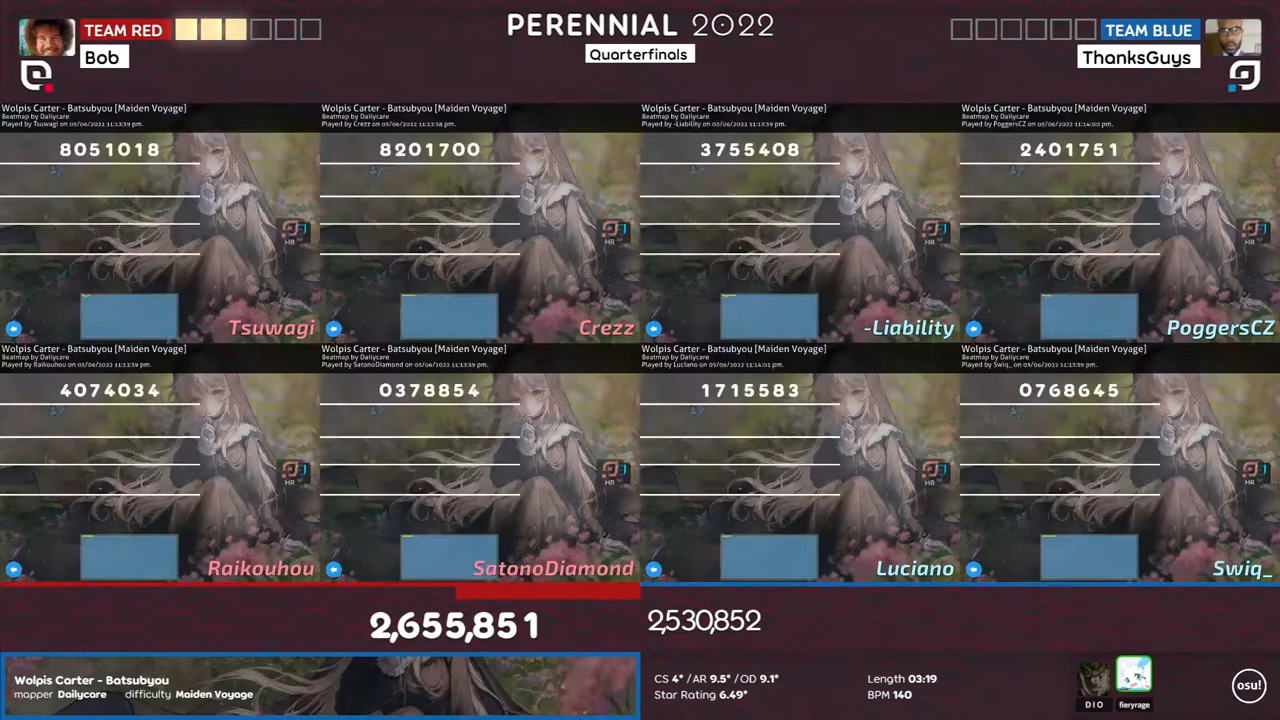 TEAM RED
Bob
PERENNIAL 2022
Quarterfinals
TEAM BLUE
ThanksGuys
Wolpis Carter - Batsubyou [Maiden Voyage]
Beatmap by Dailycare
Played by Tsuwagi on 05/06/2022 11:13:59 pm.
8051018
HR
Tsuwagi
Wolpis Carter - Batsubyou [Maiden Voyage]
Beatmap by Dailycare
Played by Crezz on 05/06/2022 11:13:58 pm.
8201700
HR
Crezz
Wolpis Carter - Batsubyou [Maiden Voyage]
Beatmap by Dailycare
Played by -Liability on 05/06/2022 11:13:59 pm.
3755408
HR
-Liability
Wolpis Carter - Batsubyou [Maiden Voyage]
Beatmap by Dailycare
Played by PoggersCZ on 05/06/2022 11:14:00 pm.
2401751
HR
PoggersCZ
Wolpis Carter - Batsubyou [Maiden Voyage]
Beatmap by Dailycare
Played by Raikouhou on 05/06/2022 11:13:59 pm.
4074034
HR
Raikouhou
Wolpis Carter - Batsubyou [Maiden Voyage]
Beatmap by Dailycare
Played by SatonoDiamond on 05/06/2022 11:13:59 pm.
0378854
HR
SatonoDiamond
Wolpis Carter - Batsubyou [Maiden Voyage]
Beatmap by Dailycare
Played by Luciano on 05/06/2022 11:14:01 pm.
1715583
HR
Luciano
Wolpis Carter - Batsubyou [Maiden Voyage]
Beatmap by Dailycare
Played by Swiq_ on 05/06/2022 11:13:59 pm.
0768645
HR
Swiq_
2,655,851
2,530,852
Wolpis Carter - Batsubyou
mapper Dailycare difficulty Maiden Voyage
CS 4* /AR 9.5* /OD 9.1*
Star Rating 6.49*
Length 03:19
BPM 140
DIO
fieryrage
osu!